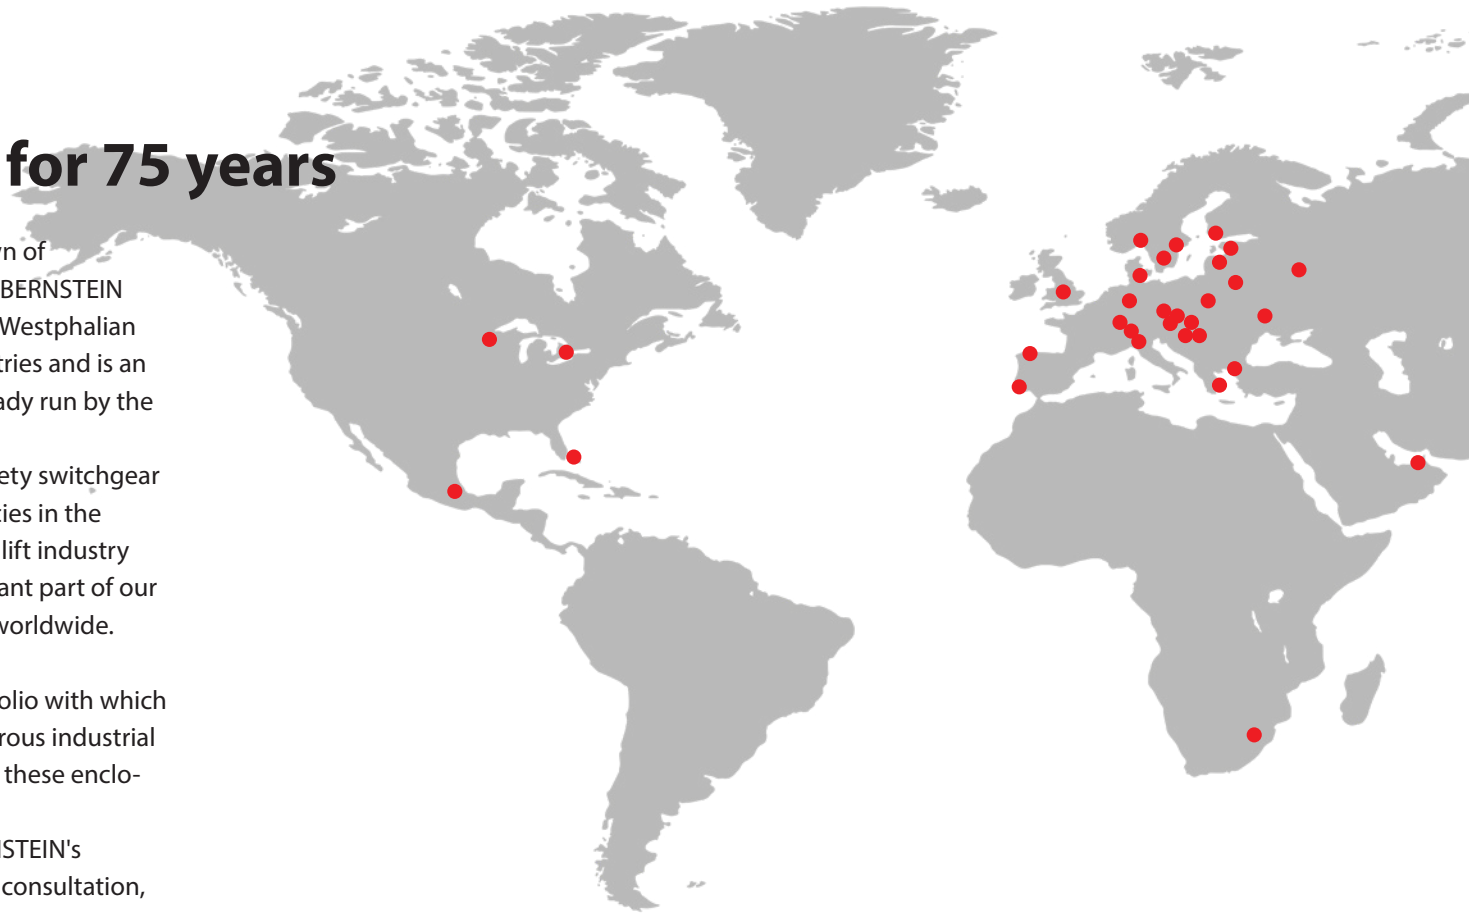 for 75 years
n of
BERNSTEIN
Westphalian
tries and is an
ady run by the
ety switchgear
ties in the
lift industry
ant part of our
worldwide.
olio with which
rous industrial
these enclo-
STEIN's
consultation,